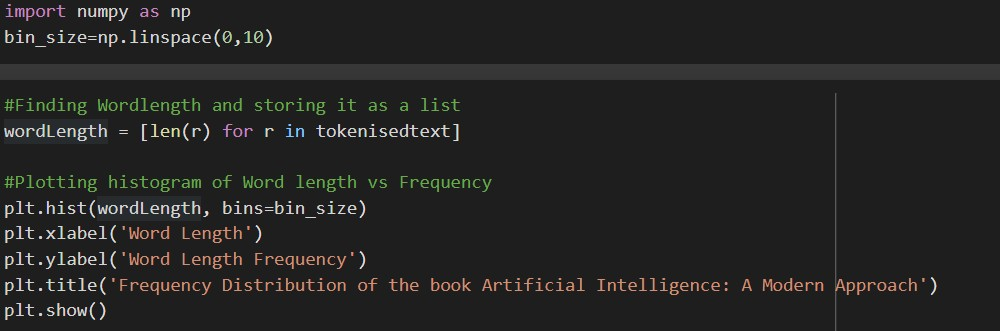 import numpy as np
bin_size=np.linspace(0,10)
#Finding Wordlength and storing it as a list
wordLength = [len(r) for r in tokenisedtext]
#Plotting histogram of Word length vs Frequency
plt.hist(wordLength, bins=bin_size)
plt.xlabel('Word Length')
plt.ylabel('Word Length Frequency')
plt.title('Frequency Distribution of the book Artificial Intelligence: A Modern Approach')
plt.show()